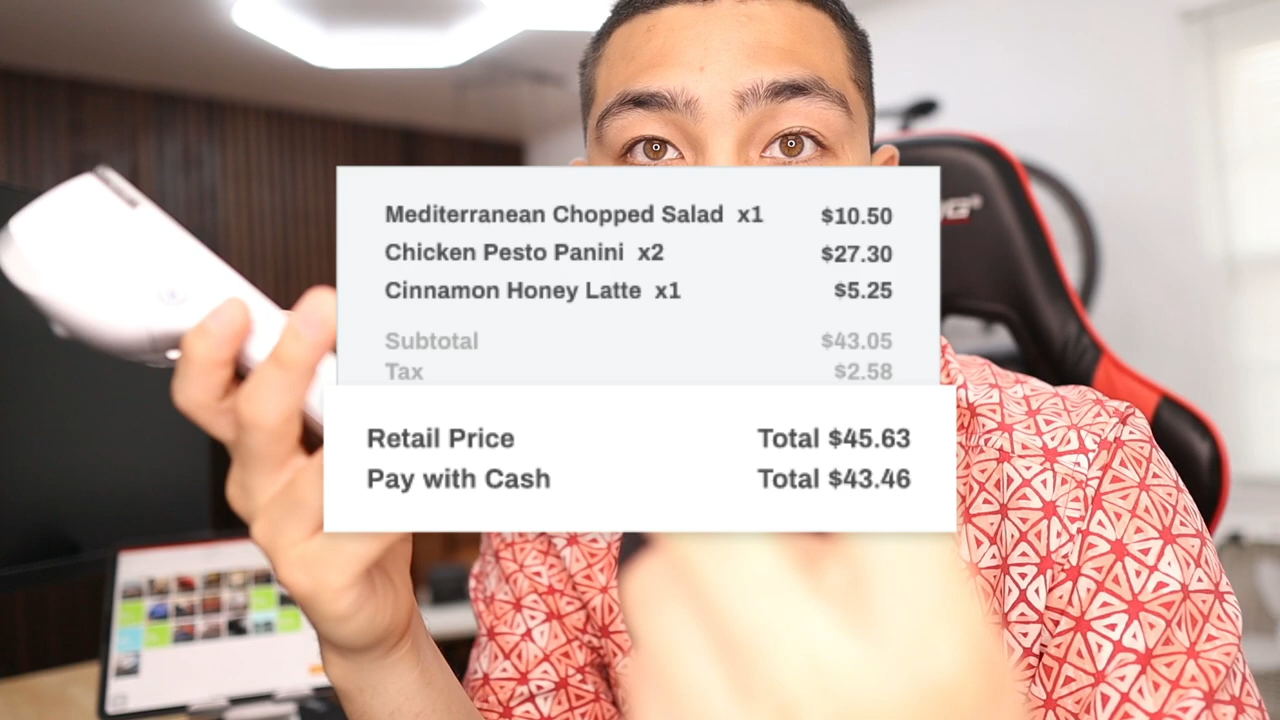 Mediterranean Chopped Salad x1 $10.50
Chicken Pesto Panini x2 $27.30
Cinnamon Honey Latte x1 $5.25
Subtotal $43.05
Tax $2.58
Retail Price Total $45.63
Pay with Cash Total $43.46